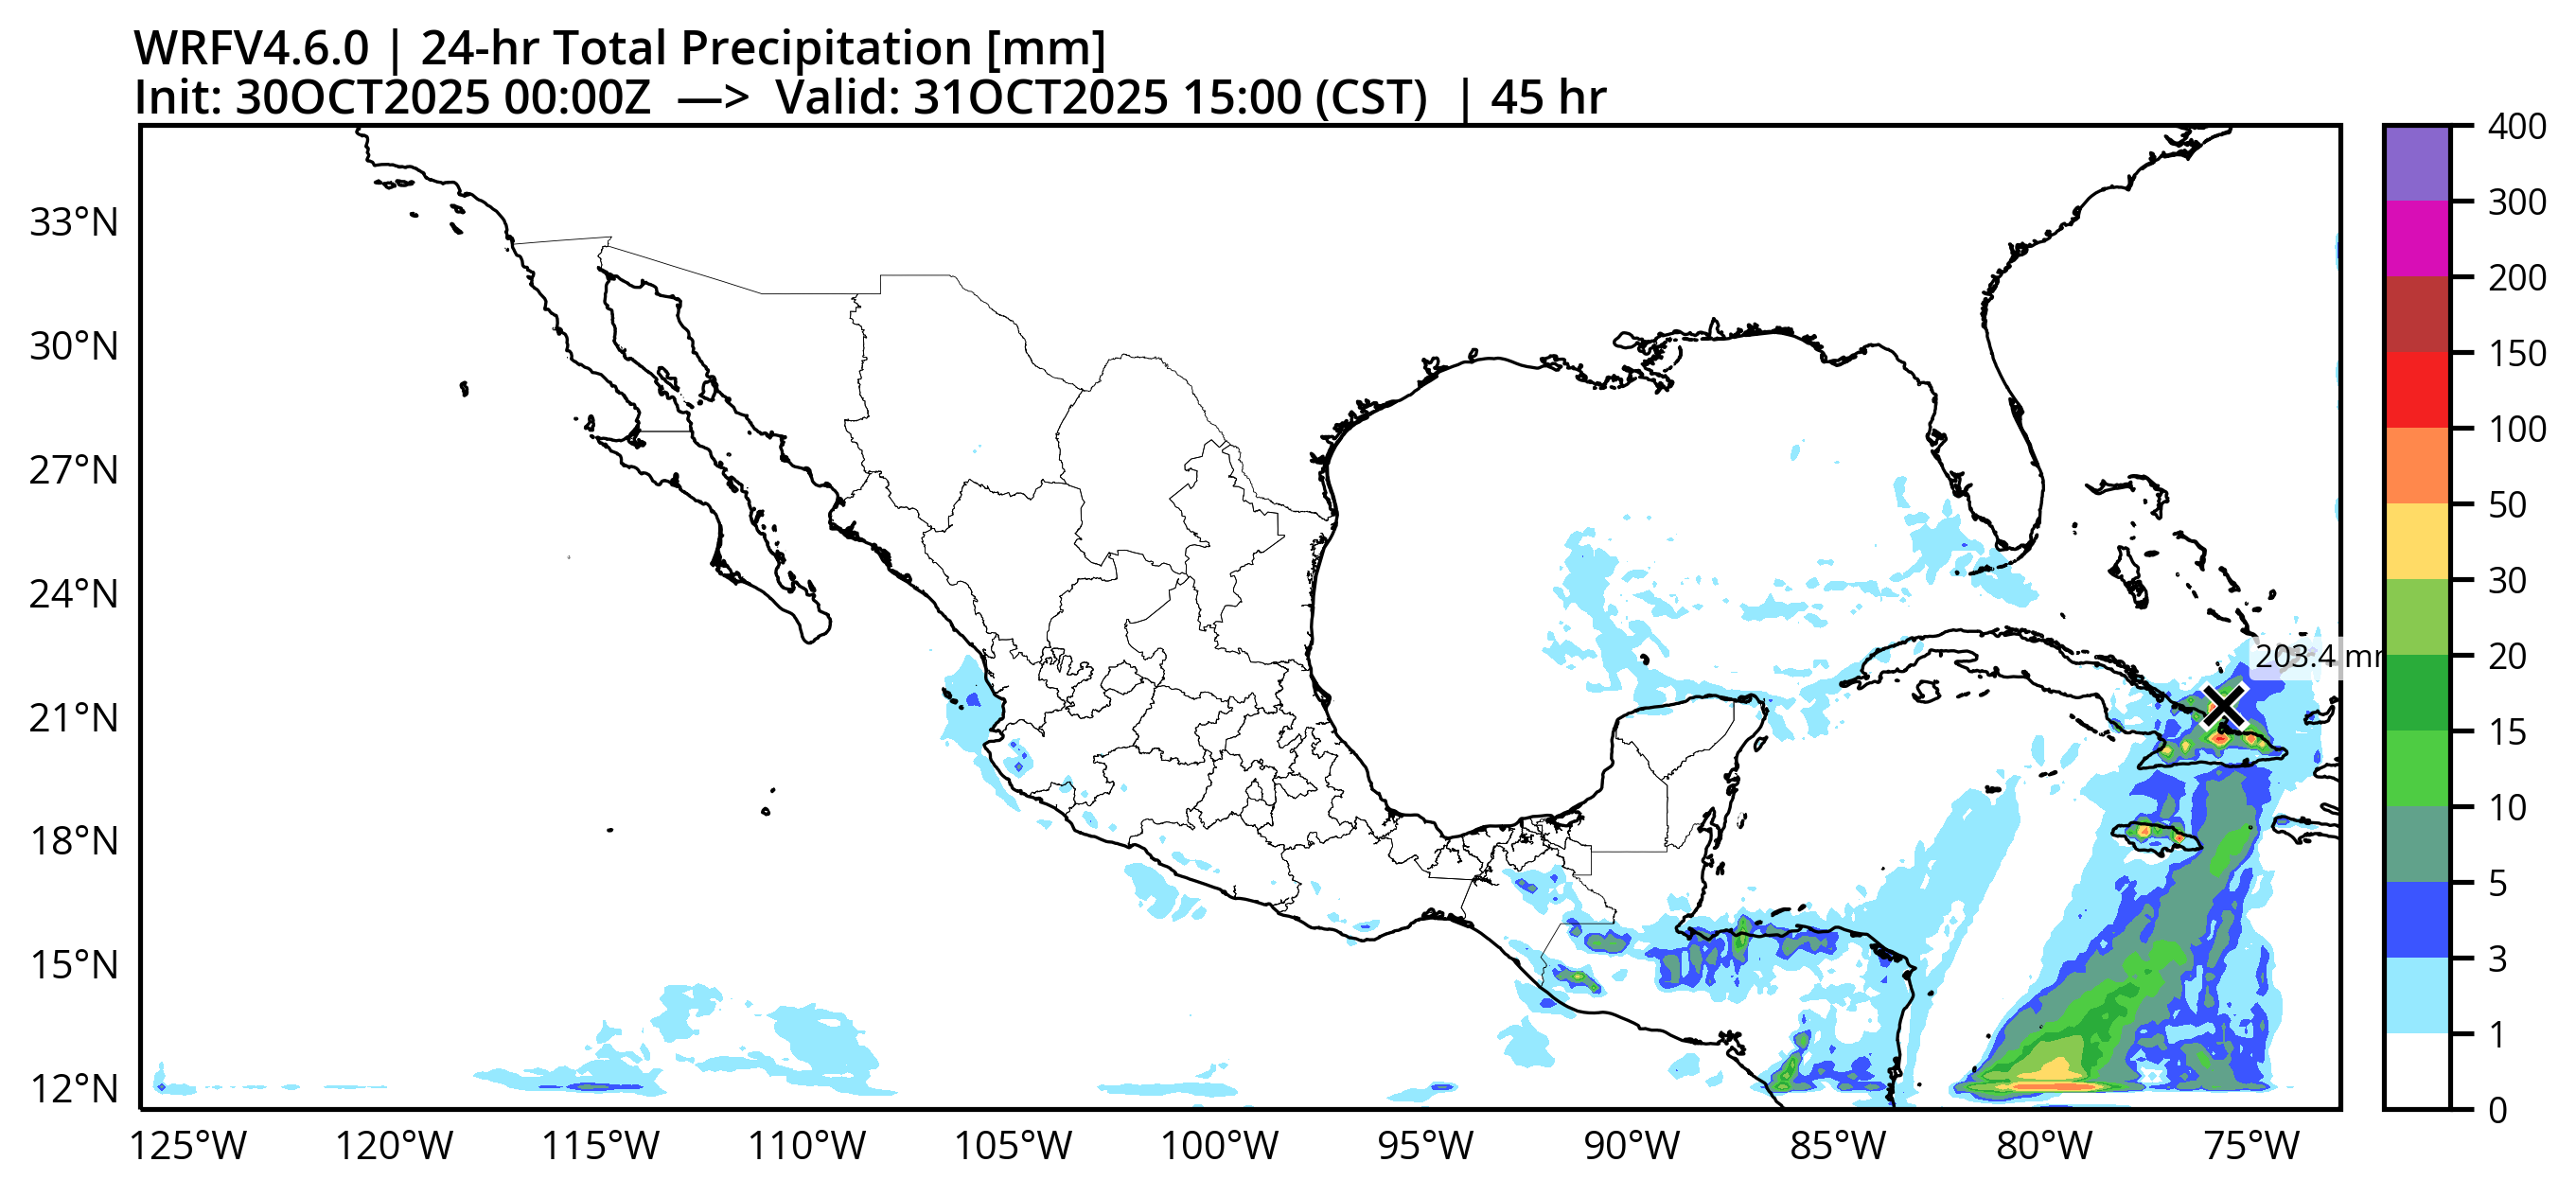 WRFV4.6.0 | 24-hr Total Precipitation [mm]
Init: 30OCT2025 00:00Z —> Valid: 31OCT2025 15:00 (CST) | 45 hr
33°N
30°N
27°N
24°N
21°N
18°N
15°N
12°N
125°W 120°W 115°W 110°W 105°W 100°W 95°W 90°W 85°W 80°W 75°W
203.4 mm
400
300
200
150
100
50
30
20
15
10
5
3
1
0